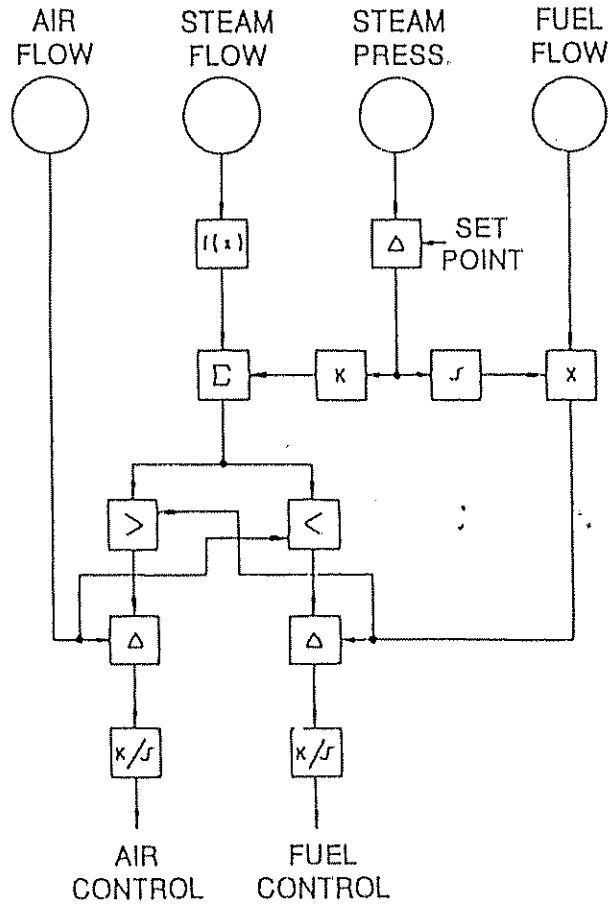 AIR FLOW
STEAM FLOW
STEAM PRESS.
FUEL FLOW
f(x)
Δ
SET POINT
Σ
K
∫
X
>
<
Δ
Δ
K/∫
K/∫
AIR CONTROL
FUEL CONTROL